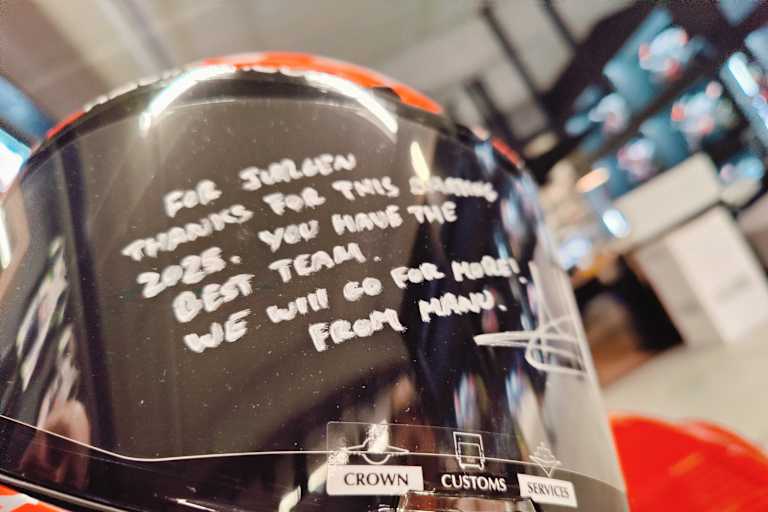 FOR JURGEN
THANKS FOR THIS
2025. YOU HAVE THE
BEST TEAM.
WE WILL GO FOR MORE!
FROM MANU.
CROWN
CUSTOMS
SERVICES